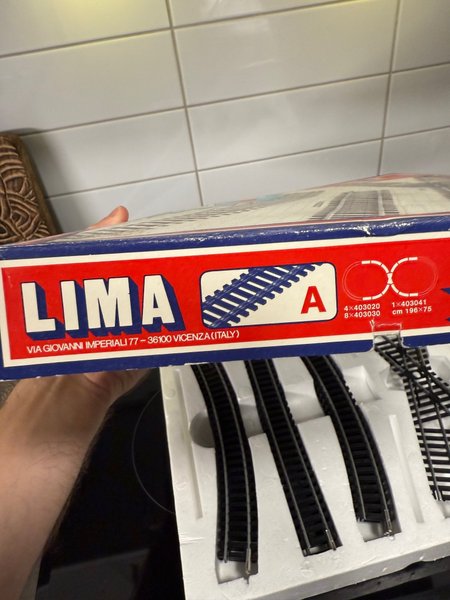 LIMA
VIA GIOVANNI IMPERIALI 77 – 36100 VICENZA (ITALY)
A
4×403020 1×403041
8×403030 cm 196×75